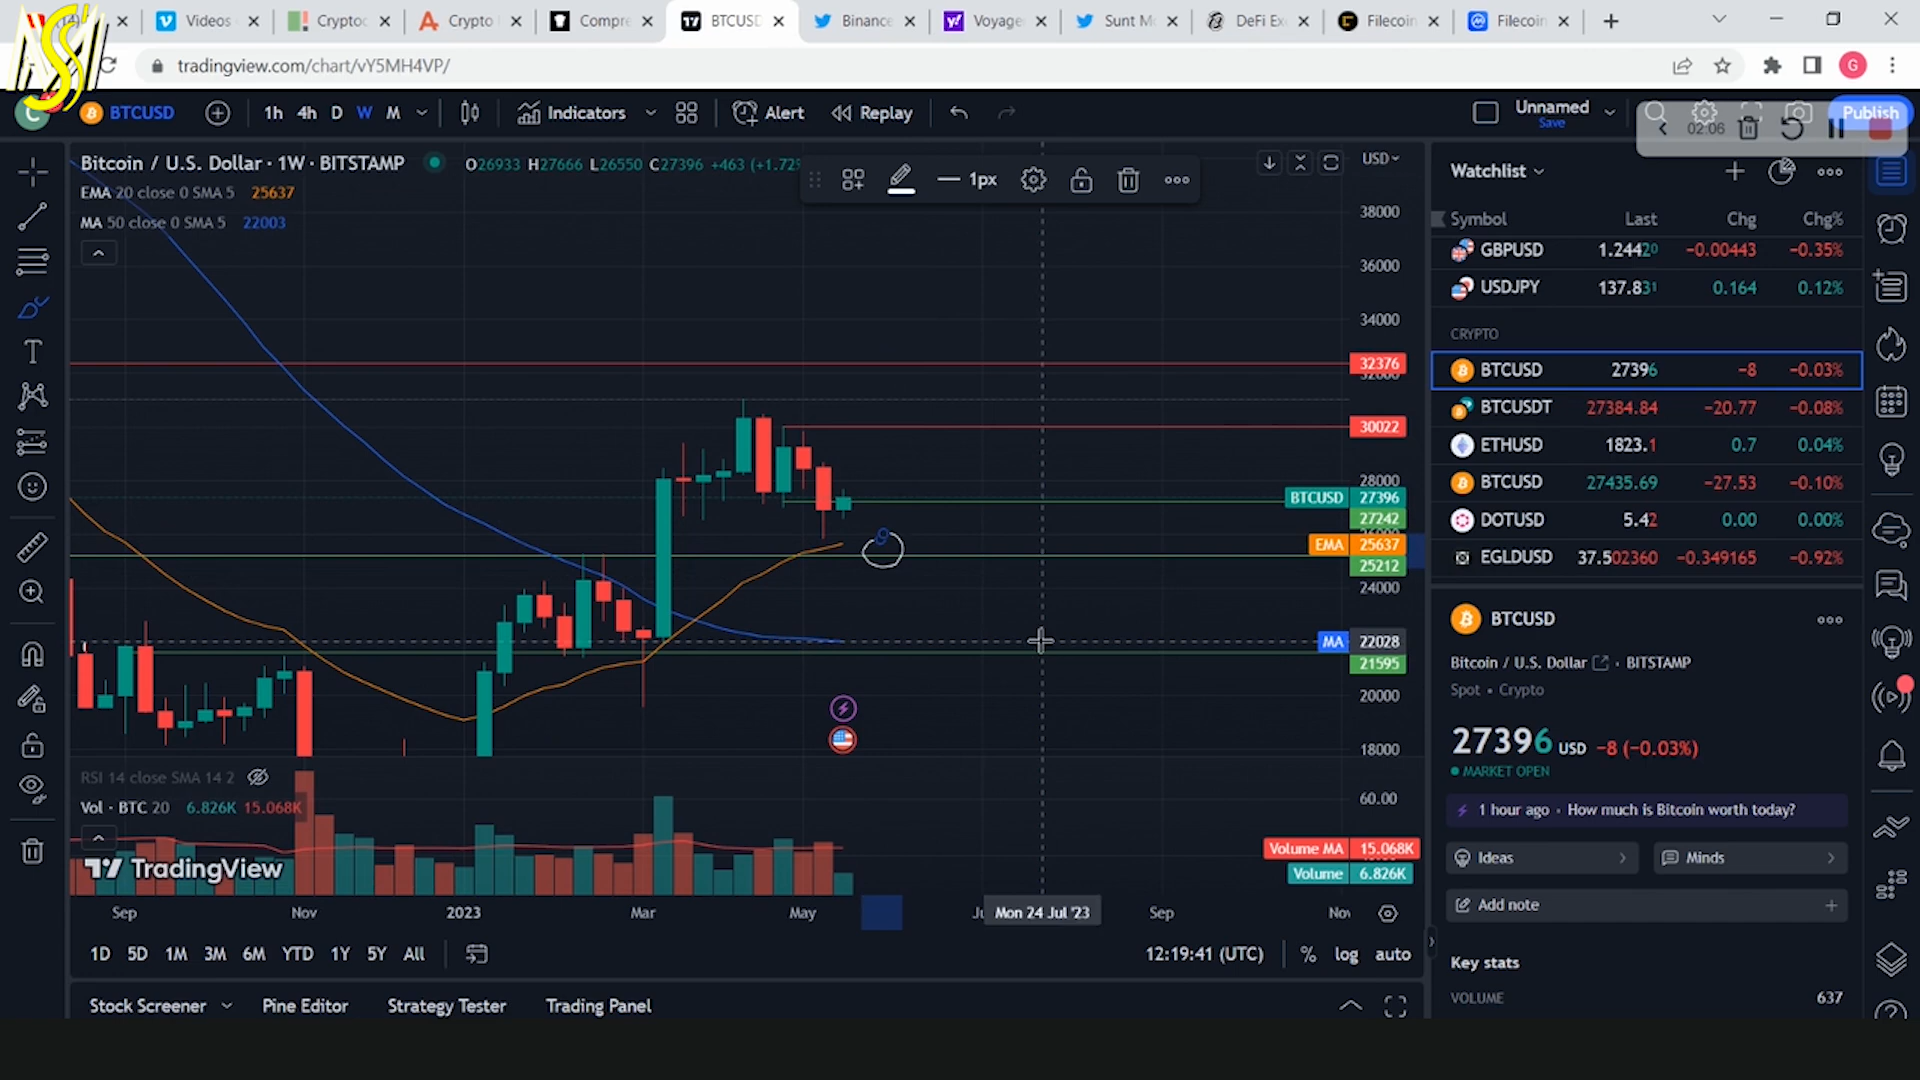 Videos
Cryptoc
Crypto
Compre
BTCUSD
Binance
Voyage
Sunt M
DeFi Ex
Filecoin
Filecoin
tradingview.com/chart/vY5MH4VP/
G
C BTCUSD 1h 4h D W M Indicators Alert Replay Unnamed Save Publish
02:06
Bitcoin / U.S. Dollar · 1W · BITSTAMP O26933 H27666 L26550 C27396 +463 (+1.72%
1px
EMA 20 close 0 SMA 5 25637
MA 50 close 0 SMA 5 22003
USD
38000
36000
34000
32376
32000
30022
28000
BTCUSD 27396
27242
EMA 25637
25212
24000
MA 22028
21595
20000
18000
RSI 14 close SMA 14 2
Vol · BTC 20 6.826K 15.068K
60.00
Volume MA 15.068K
Volume 6.826K
TradingView
Sep Nov 2023 Mar May Mon 24 Jul '23 Sep Nov
1D 5D 1M 3M 6M YTD 1Y 5Y All
12:19:41 (UTC) % log auto
Stock Screener Pine Editor Strategy Tester Trading Panel
Watchlist
Symbol Last Chg Chg%
GBPUSD 1.24420 −0.00443 −0.35%
USDJPY 137.831 0.164 0.12%
CRYPTO
BTCUSD 27396 −8 −0.03%
BTCUSDT 27384.84 −20.77 −0.08%
ETHUSD 1823.1 0.7 0.04%
BTCUSD 27435.69 −27.53 −0.10%
DOTUSD 5.42 0.00 0.00%
EGLDUSD 37.502360 −0.349165 −0.92%
BTCUSD
Bitcoin / U.S. Dollar · BITSTAMP
Spot • Crypto
27396 USD −8 (−0.03%)
MARKET OPEN
1 hour ago · How much is Bitcoin worth today?
Ideas
Minds
Add note
Key stats
VOLUME 637